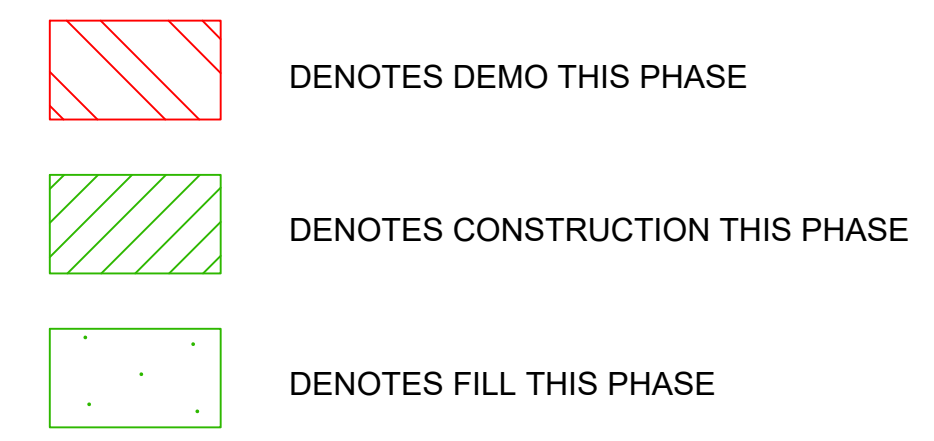 DENOTES DEMO THIS PHASE
DENOTES CONSTRUCTION THIS PHASE
DENOTES FILL THIS PHASE